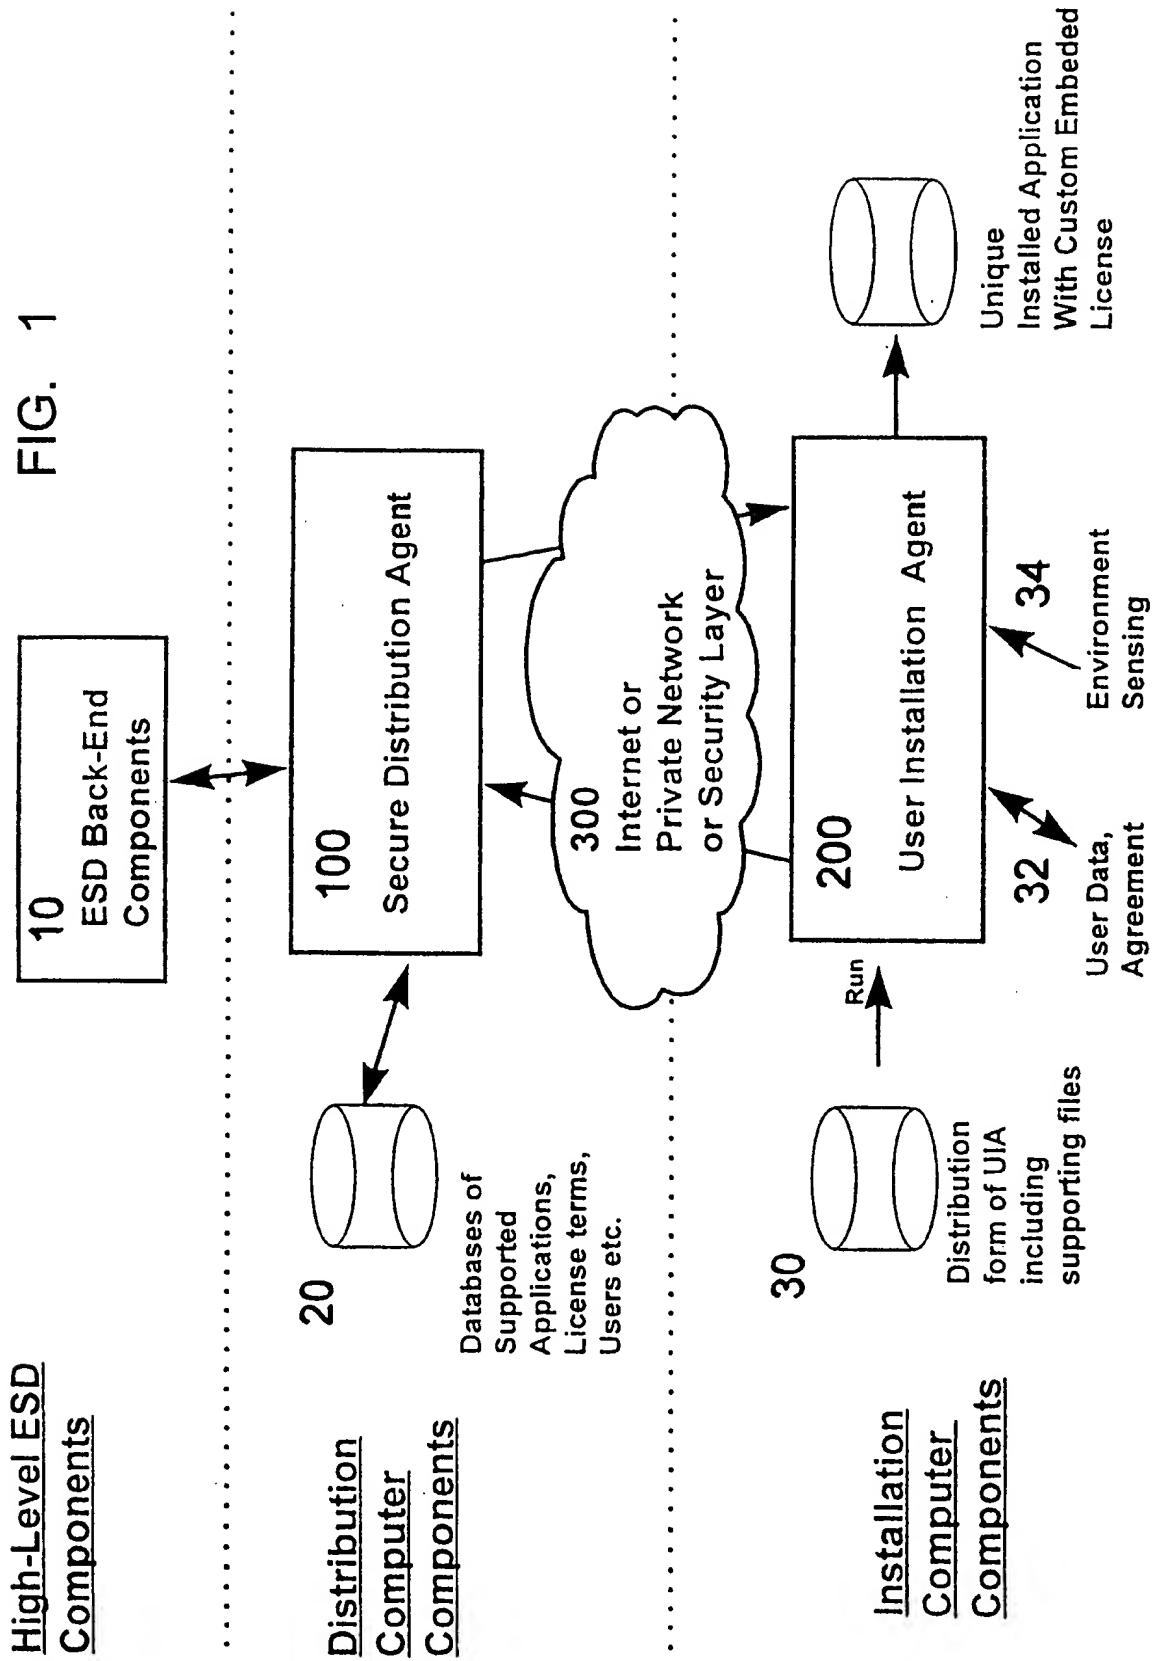 FIG. 1
High-Level ESD
Components
10
ESD Back-End
Components
Distribution
Computer
Components
20
Databases of
Supported
Applications,
License terms,
Users etc.
100
Secure Distribution Agent
300
Internet or
Private Network
or Security Layer
Installation
Computer
Components
30
Distribution
form of UIA
including
supporting files
Run
200
User Installation Agent
32
User Data,
Agreement
34
Environment
Sensing
Unique
Installed Application
With Custom Embeded
License